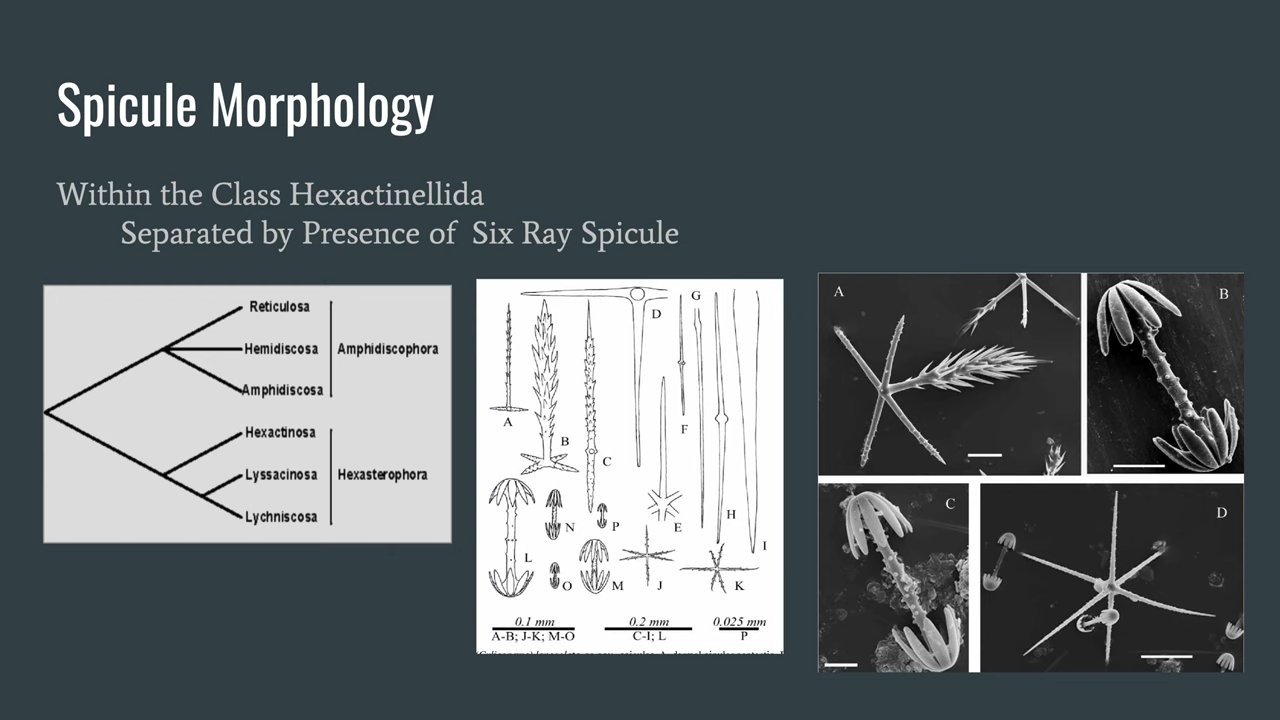 Spicule Morphology
Within the Class Hexactinellida
Separated by Presence of Six Ray Spicule
Reticulosa
Hemidiscosa
Amphidiscosa
Amphidiscophora
Hexactinosa
Lyssacinosa
Lychniscosa
Hexasterophora
A
B
C
D
E
F
G
H
I
J
K
L
M
N
O
P
0.1 mm
A-B; J-K; M-O
0.2 mm
C-I; L
0.025 mm
P
A
B
C
D